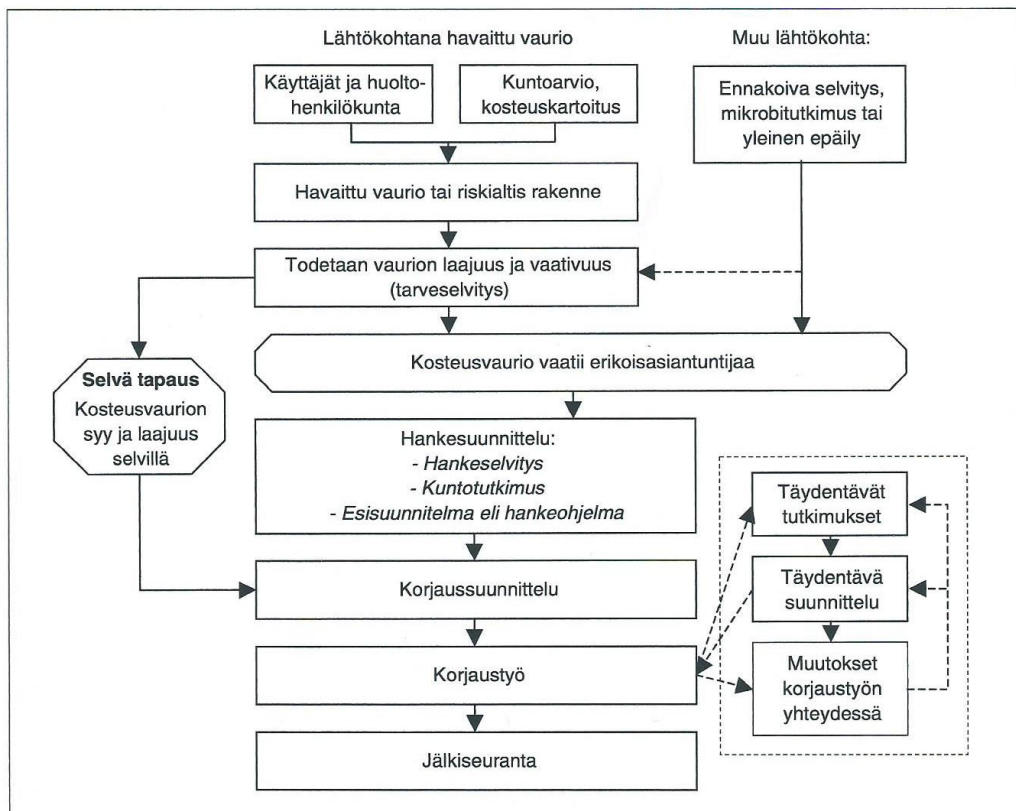 Lähtökohtana havaittu vaurio
Muu lähtökohta:
Käyttäjät ja huolto-
henkilökunta
Kuntoarvio,
kosteuskartoitus
Ennakoiva selvitys,
mikrobitutkimus tai
yleinen epäily
Havaittu vaurio tai riskialtis rakenne
Todetaan vaurion laajuus ja vaativuus
(tarveselvitys)
Kosteusvaurio vaatii erikoisasiantuntijaa
Selvä tapaus
Kosteusvaurion
syy ja laajuus
selvillä
Hankesuunnittelu:
- Hankeselvitys
- Kuntotutkimus
- Esisuunnitelma eli hankeohjelma
Korjaussuunnittelu
Korjaustyö
Jälkiseuranta
Täydentävät
tutkimukset
Täydentävä
suunnittelu
Muutokset
korjaustyön
yhteydessä